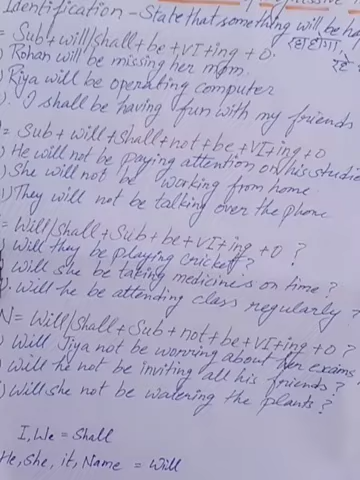 Identification - State that something will be
रहा होगा,
= Sub + will/shall + be + VI + ing + O.
Rohan will be missing her mom.
Riya will be operating computer
I shall be having fun with my friends
= Sub + will + shall + not + be + VI + ing + O
) He will not be paying attention on his studie
) She will not be working from home.
) They will not be talking over the phone
= Will/Shall + Sub + be + VI + ing + O ?
) Will they be playing cricket?
Will she be taking medicines on time?
Will he be attending class regularly?
N = Will/Shall + Sub + not + be + VI + ing + O ?
) Will Jiya not be worring about her exams
) Will he not be inviting all his friends?
) Will she not be watering the plants?
I, We = Shall
He, she, it, Name = Will